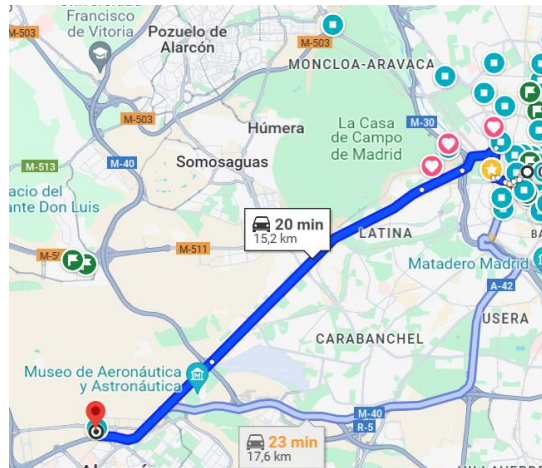 Francisco
de Vitoria
Pozuelo de
Alarcón
M-503
M-503
M-503
MONCLOA-ARAVACA
M-30
M-503
Húmera
La Casa
de Campo
de Madrid
M-513
M-40
Somosaguas
acio del
ante Don Luis
20 min
15,2 km
M-511
LATINA
Matadero Madrid
A-42
USERA
CARABANCHEL
Museo de Aeronáutica
y Astronáutica
M-40
R-5
23 min
17,6 km